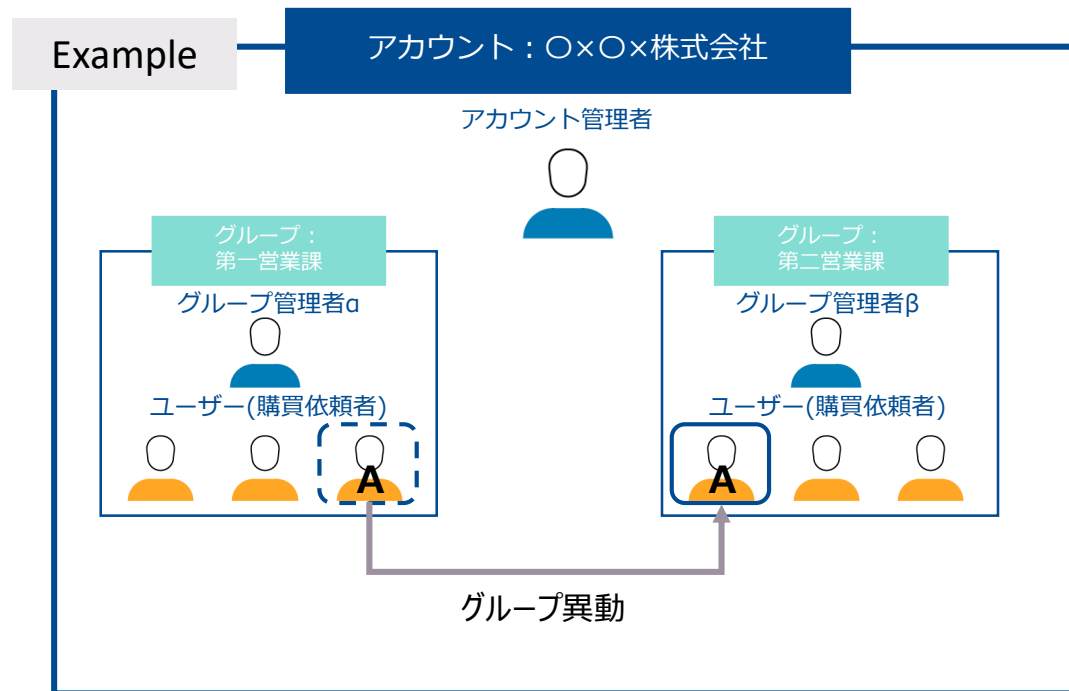 Example
アカウント：〇×〇×株式会社
アカウント管理者
グループ：
第一営業課
グループ管理者α
ユーザー(購買依頼者)
A
グループ：
第二営業課
グループ管理者β
ユーザー(購買依頼者)
A
グループ異動